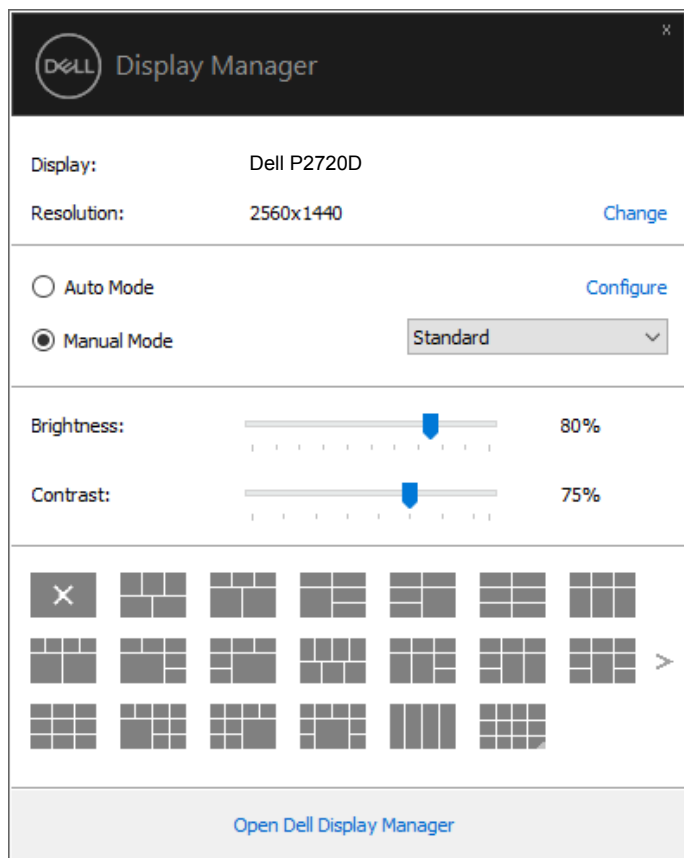 x
DELL Display Manager
Display: Dell P2720D
Resolution: 2560x1440 Change
Auto Mode Configure
Manual Mode Standard
Brightness: 80%
Contrast: 75%
Open Dell Display Manager